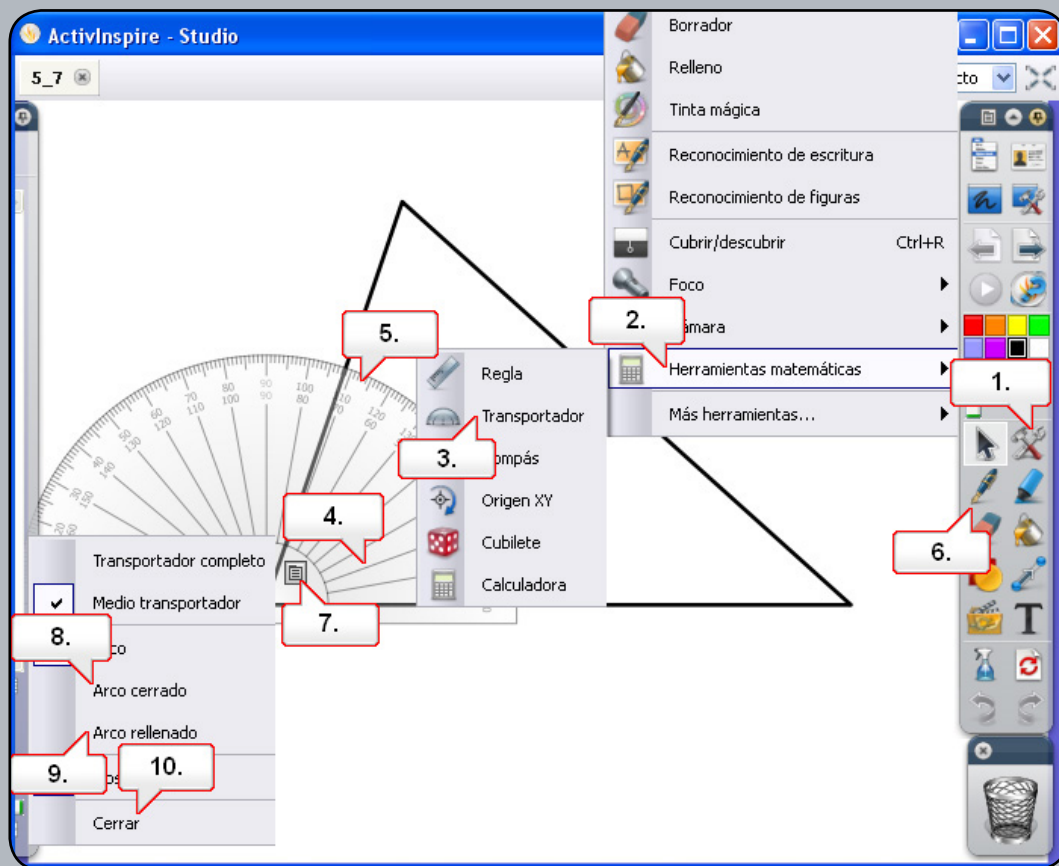 ActivInspire - Studio
5_7
cto
Borrador
Relleno
Tinta mágica
Reconocimiento de escritura
Reconocimiento de figuras
Cubrir/descubrir Ctrl+R
Foco
2.
ámara
Herramientas matemáticas
Más herramientas...
1.
5.
Regla
Transportador
3.
ompás
Origen XY
Cubilete
Calculadora
4.
6.
7.
Transportador completo
Medio transportador
8.
co
Arco cerrado
Arco rellenado
9.
10.
Cerrar
T